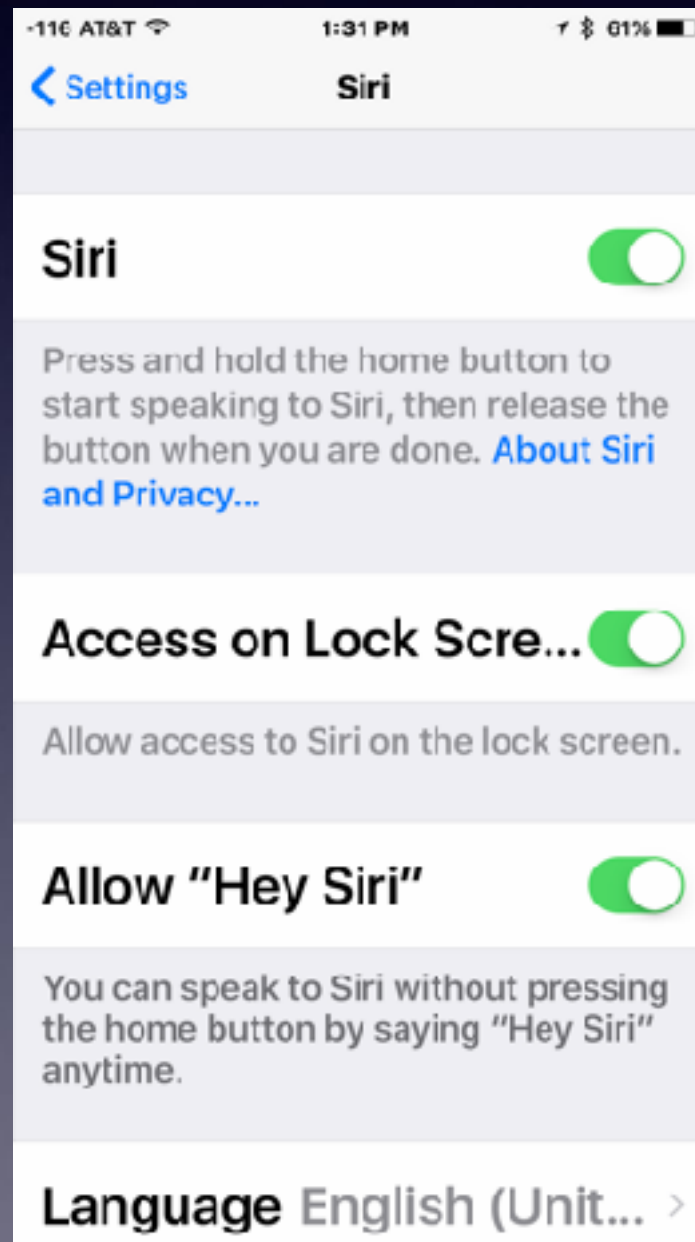 -116 AT&T 1:31 PM 61%
Settings Siri
Siri
Press and hold the home button to
start speaking to Siri, then release the
button when you are done. About Siri
and Privacy...
Access on Lock Scre...
Allow access to Siri on the lock screen.
Allow “Hey Siri”
You can speak to Siri without pressing
the home button by saying “Hey Siri”
anytime.
Language English (Unit...